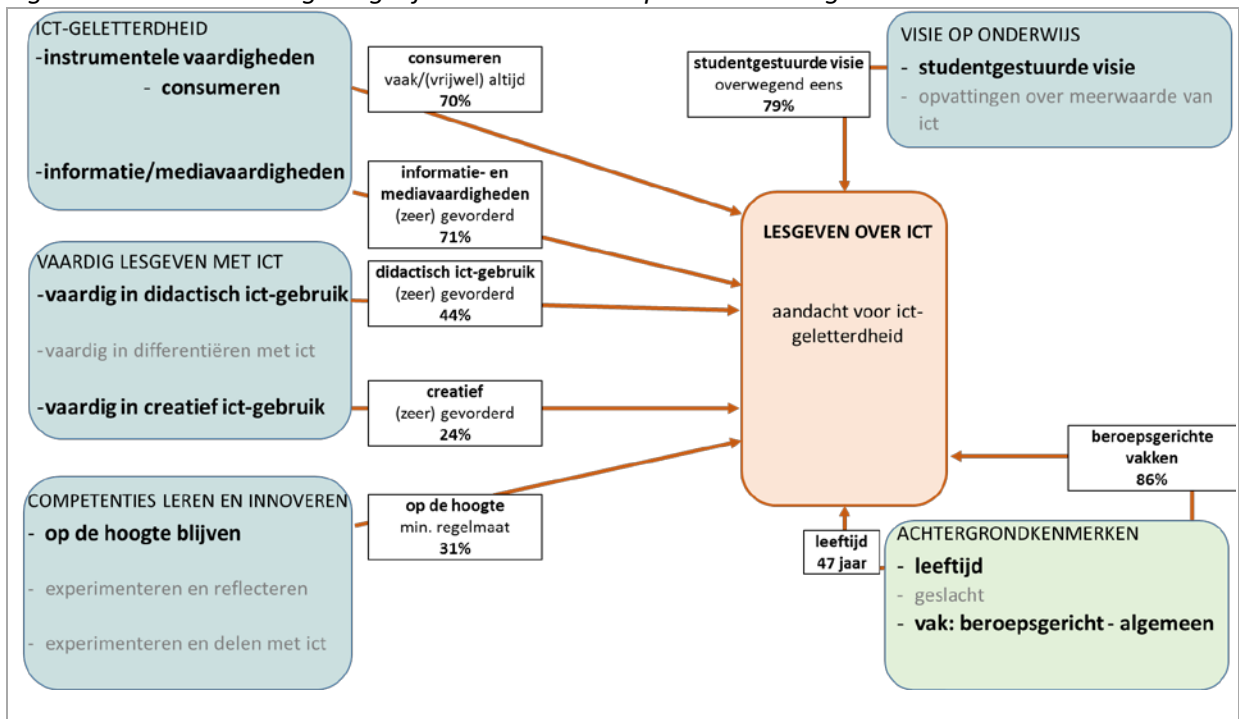 ICT-GELETTERDHEID
-instrumentele vaardigheden
- consumeren
-informatie/mediavaardigheden
consumeren
vaak/(vrijwel) altijd
70%
informatie- en
mediavaardigheden
(zeer) gevorderd
71%
VAARDIG LESGEVEN MET ICT
-vaardig in didactisch ict-gebruik
-vaardig in differentiëren met ict
-vaardig in creatief ict-gebruik
didactisch ict-gebruik
(zeer) gevorderd
44%
creatief
(zeer) gevorderd
24%
COMPETENTIES LEREN EN INNOVEREN
- op de hoogte blijven
- experimenteren en reflecteren
- experimenteren en delen met ict
op de hoogte
min. regelmaat
31%
studentgestuurde visie
overwegend eens
79%
VISIE OP ONDERWIJS
- studentgestuurde visie
- opvattingen over meerwaarde van
ict
LESGEVEN OVER ICT
aandacht voor ict-
geletterdheid
beroepsgerichte
vakken
86%
leeftijd
47 jaar
ACHTERGRONDKENMERKEN
- leeftijd
- geslacht
- vak: beroepsgericht - algemeen